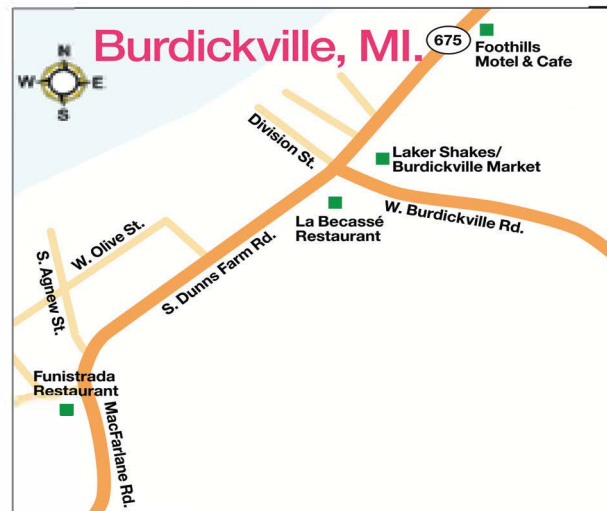 Burdickville, MI.
675
Foothills
Motel & Cafe
N
W
E
S
Division St.
Laker Shakes/
Burdickville Market
La Becassé
Restaurant
W. Burdickville Rd.
W. Olive St.
S. Agnew St.
S. Dunns Farm Rd.
Funistrada
Restaurant
MacFarlane Rd.